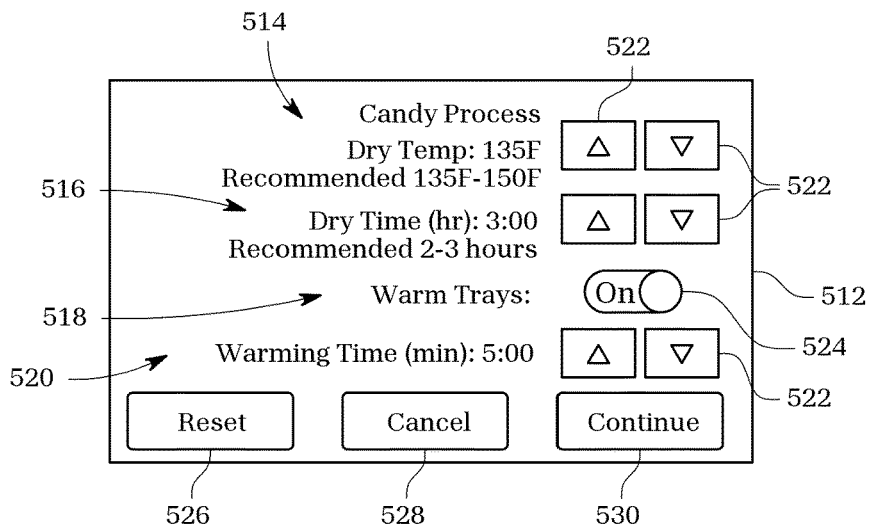 514
522
Candy Process
Dry Temp: 135F
Recommended 135F-150F
522
516
Dry Time (hr): 3:00
Recommended 2-3 hours
512
Warm Trays:
On
518
524
Warming Time (min): 5:00
520
522
Reset
Cancel
Continue
526
528
530